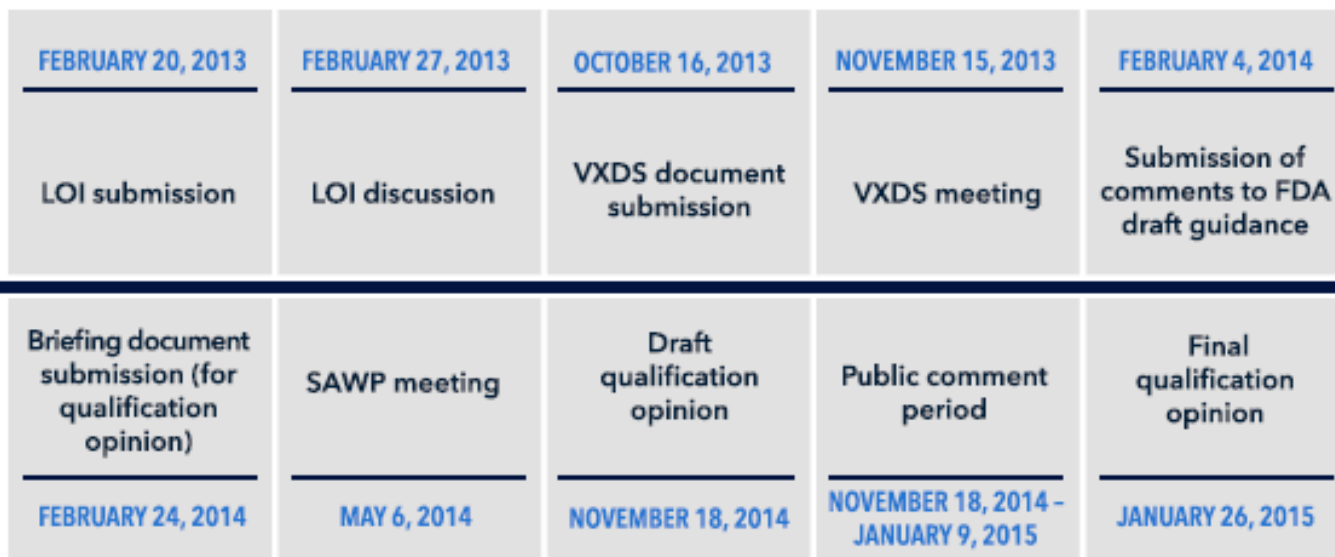 FEBRUARY 20, 2013
LOI submission
FEBRUARY 27, 2013
LOI discussion
OCTOBER 16, 2013
VXDS document
submission
NOVEMBER 15, 2013
VXDS meeting
FEBRUARY 4, 2014
Submission of
comments to FDA
draft guidance
Briefing document
submission (for
qualification
opinion)
FEBRUARY 24, 2014
SAWP meeting
MAY 6, 2014
Draft
qualification
opinion
NOVEMBER 18, 2014
Public comment
period
NOVEMBER 18, 2014 –
JANUARY 9, 2015
Final
qualification
opinion
JANUARY 26, 2015